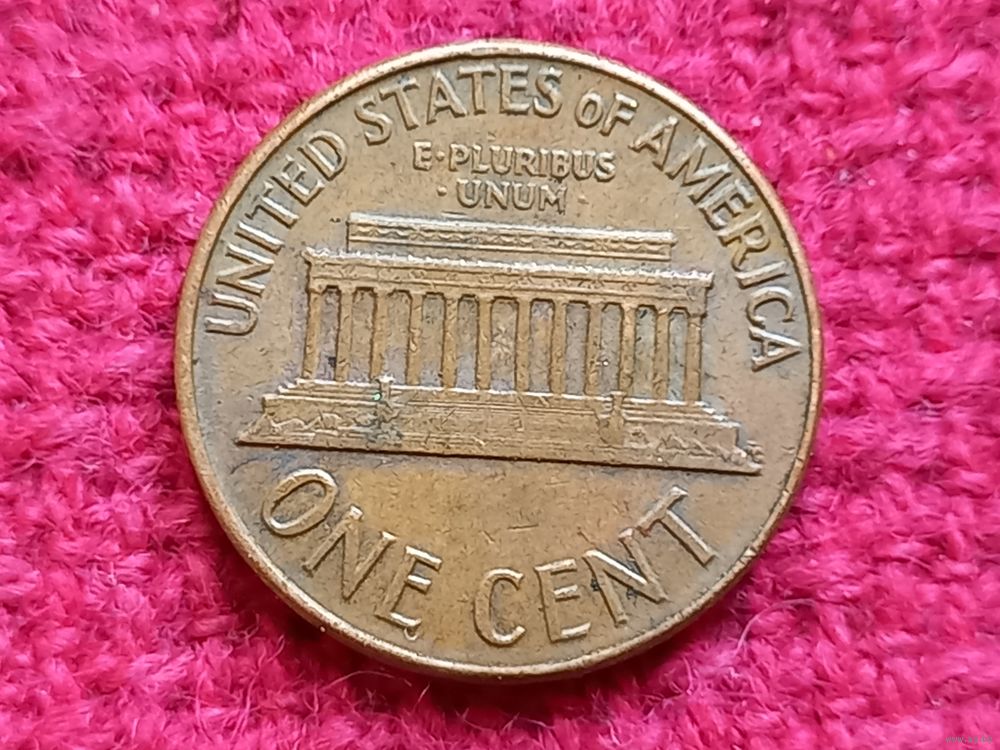 UNITED STATES OF AMERICA
E·PLURIBUS
·UNUM·
ONE CENT